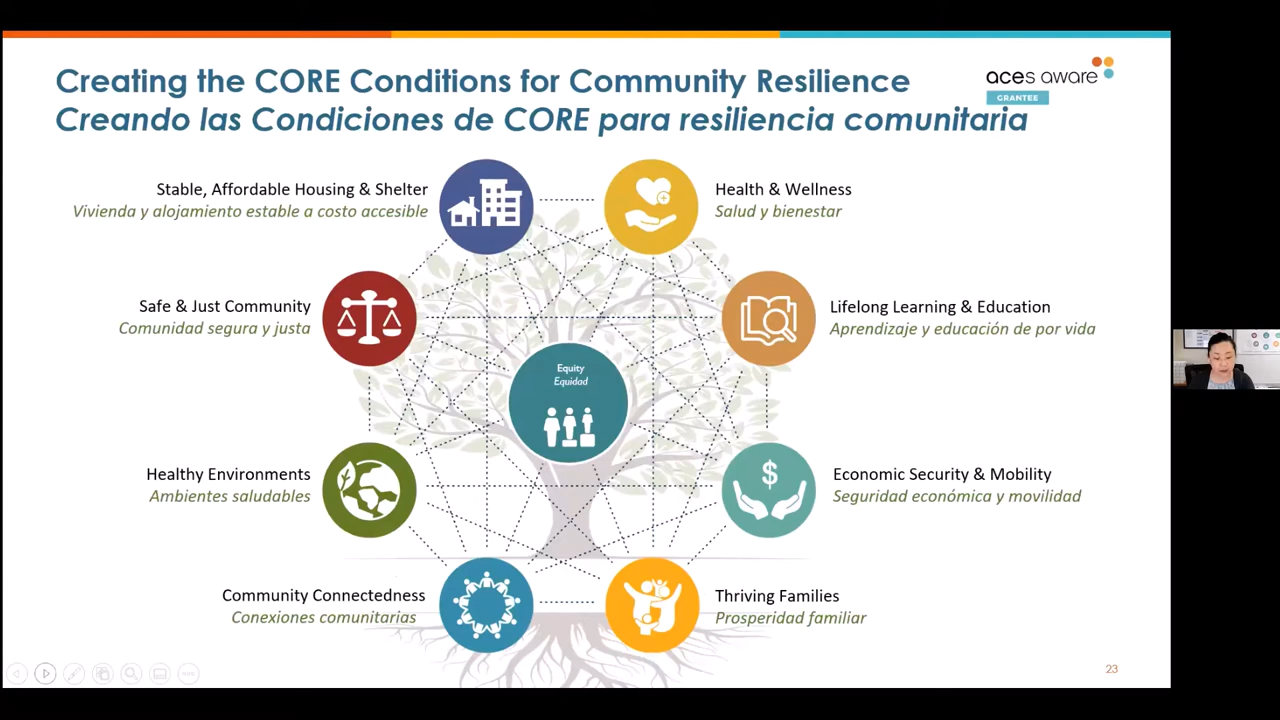 Creating the CORE Conditions for Community Resilience
Creando las Condiciones de CORE para resiliencia comunitaria
aces aware
GRANTEE
Stable, Affordable Housing & Shelter
Vivienda y alojamiento estable a costo accesible
Health & Wellness
Salud y bienestar
Safe & Just Community
Comunidad segura y justa
Lifelong Learning & Education
Aprendizaje y educación de por vida
Equity
Equidad
$
Healthy Environments
Ambientes saludables
Economic Security & Mobility
Seguridad económica y movilidad
Community Connectedness
Conexiones comunitarias
Thriving Families
Prosperidad familiar
23